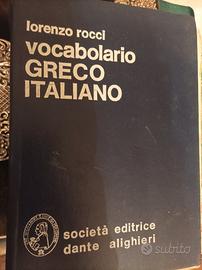 lorenzo rocci
vocabolario
GRECO
ITALIANO
società editrice
dante alighieri
subito